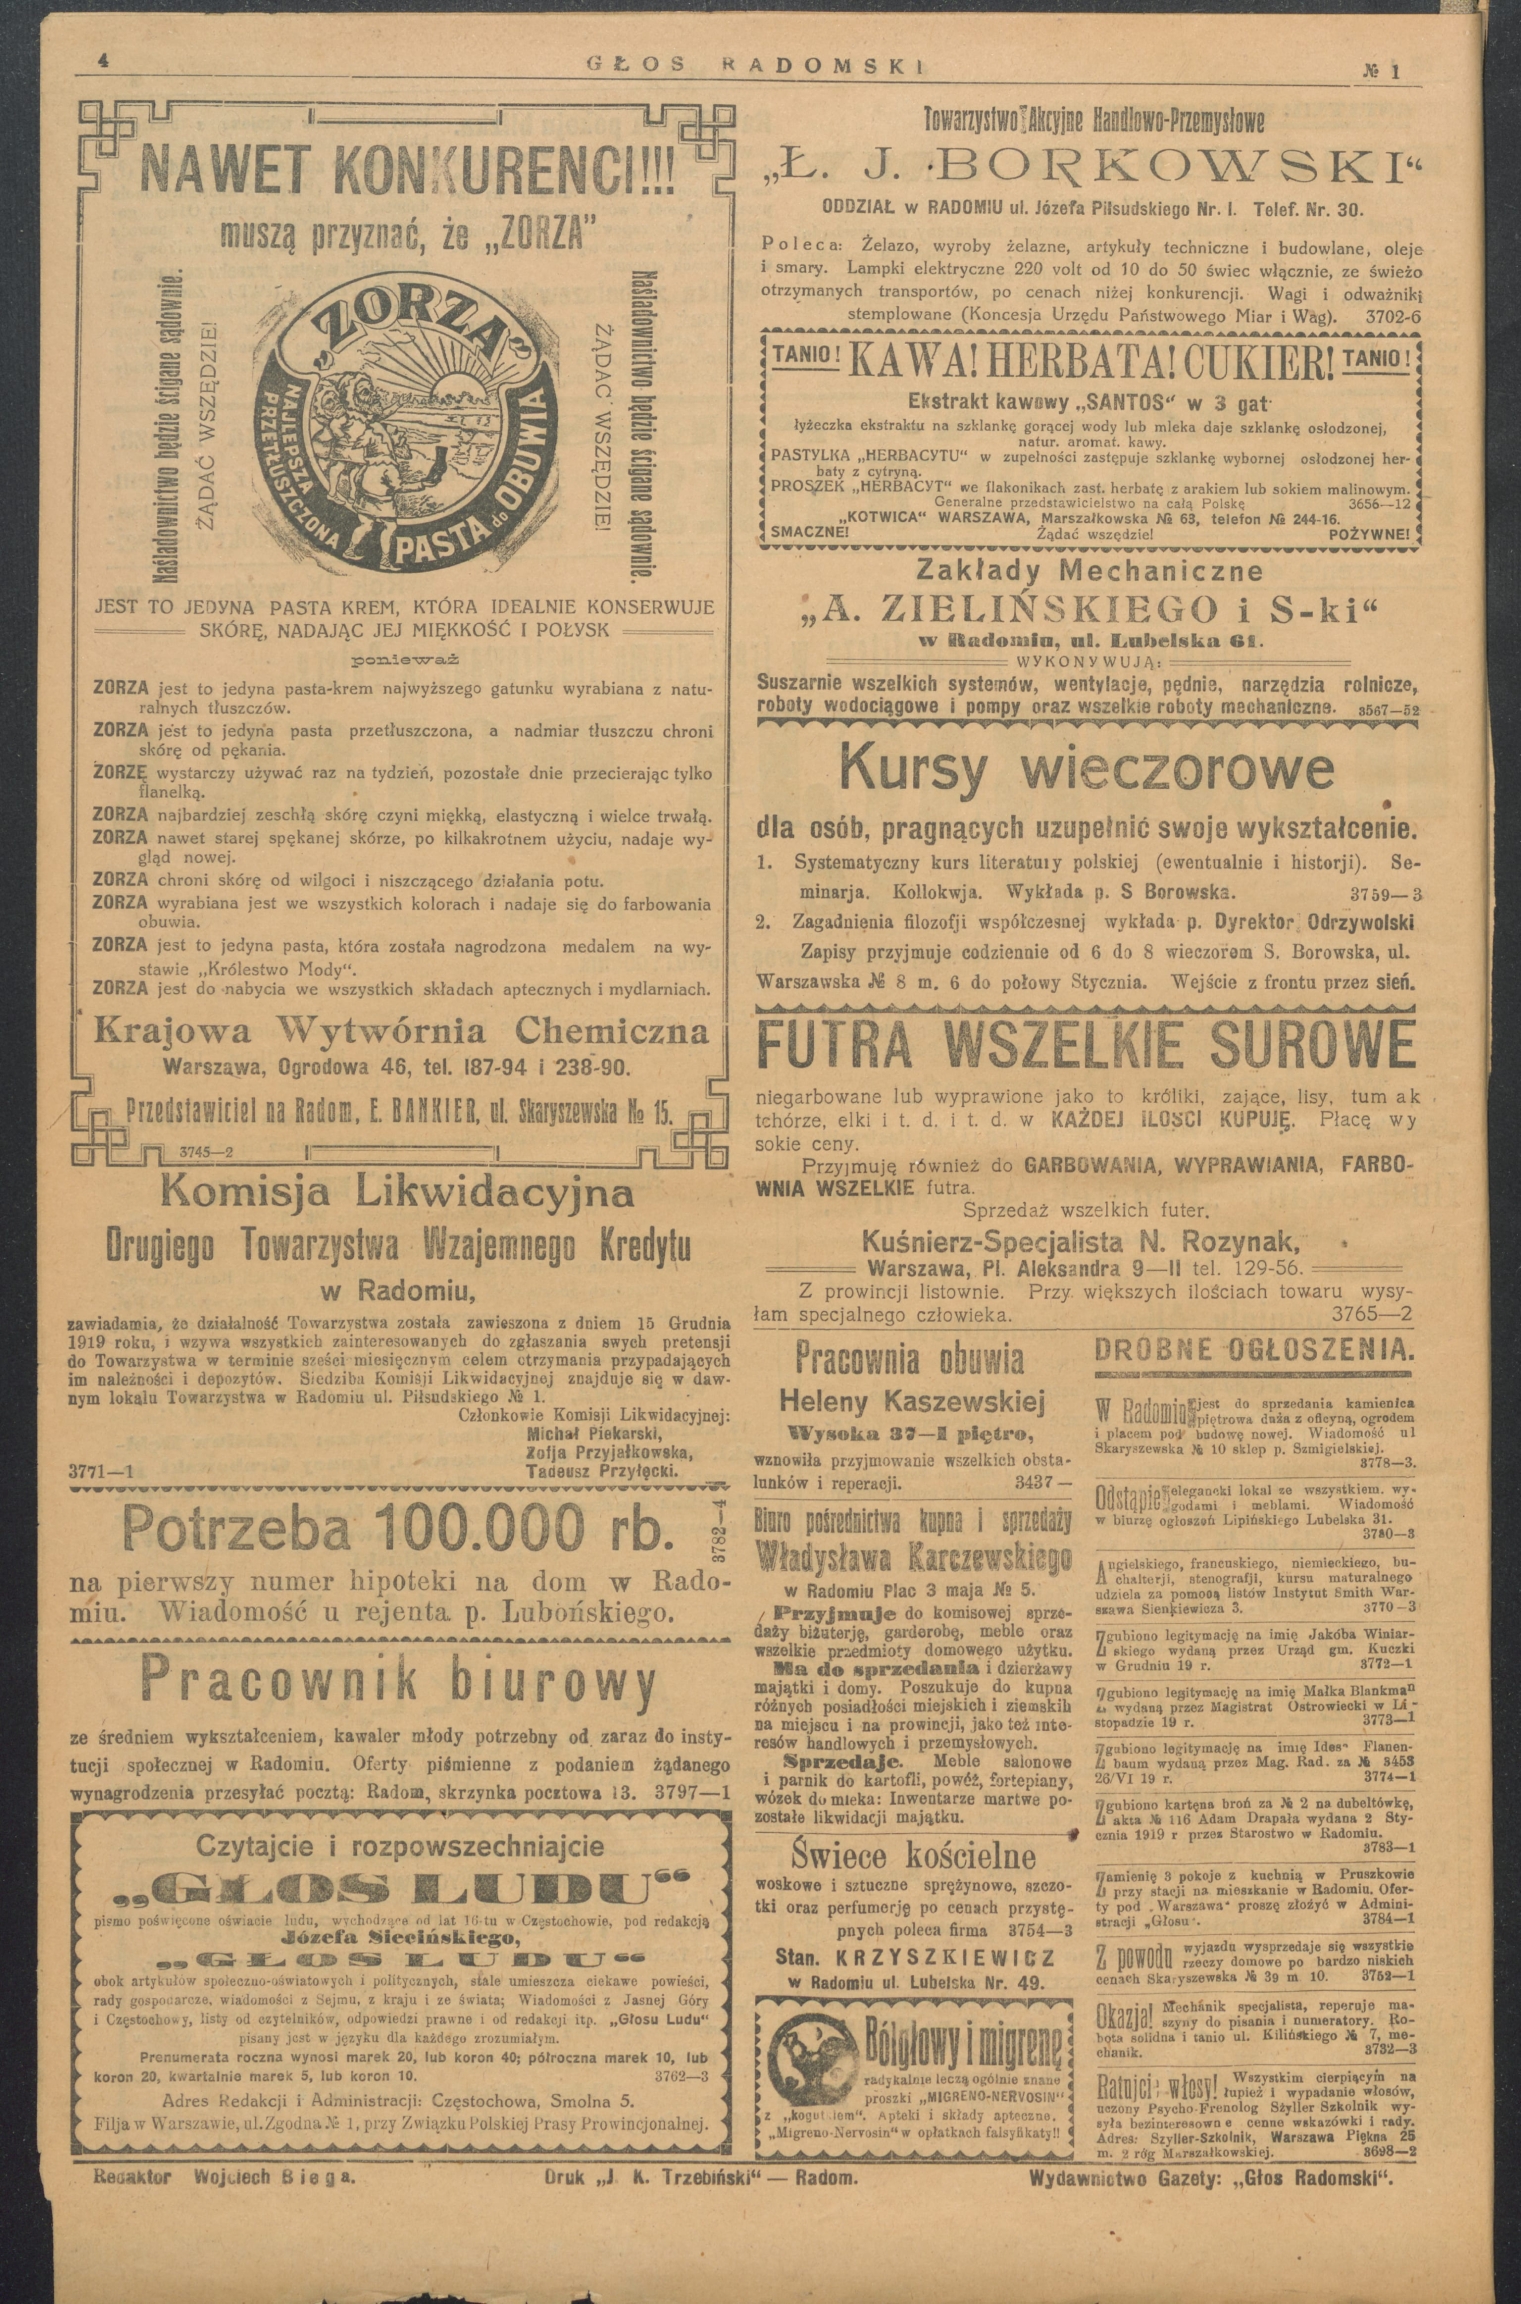 4
GŁOS RADOMSKI
№ 1
NAWET KONKURENCI!!!
muszą przyznać, że „ZORZA”
Naśladownictwo będzie ścigane sądownie.
ŻĄDAĆ WSZĘDZIE!
„ZORZA”
NAJLEPSZA
PRZETŁUSZCZONA
PASTA do OBUWIA
ŻĄDAĆ WSZĘDZIE!
Naśladownictwo będzie ścigane sądownie.
JEST TO JEDYNA PASTA KREM, KTÓRA IDEALNIE KONSERWUJE
SKÓRĘ, NADAJĄC JEJ MIĘKKOŚĆ I POŁYSK
ponieważ
ZORZA jest to jedyna pasta-krem najwyższego gatunku wyrabiana z natu-
ralnych tłuszczów.
ZORZA jest to jedyna pasta przetłuszczona, a nadmiar tłuszczu chroni
skórę od pękania.
ZORZĘ wystarczy używać raz na tydzień, pozostałe dnie przecierając tylko
flanelką.
ZORZA najbardziej zeschłą skórę czyni miękką, elastyczną i wielce trwałą.
ZORZA nawet starej spękanej skórze, po kilkakrotnem użyciu, nadaje wy-
gląd nowej.
ZORZA chroni skórę od wilgoci i niszczącego działania potu.
ZORZA wyrabiana jest we wszystkich kolorach i nadaje się do farbowania
obuwia.
ZORZA jest to jedyna pasta, która została nagrodzona medalem na wy-
stawie „Królestwo Mody“.
ZORZA jest do nabycia we wszystkich składach aptecznych i mydlarniach.
Krajowa Wytwórnia Chemiczna
Warszawa, Ogrodowa 46, tel. 187-94 i 238-90.
Przedstawiciel na Radom, E. BANKIER, ul. Skaryszewska № 15.
3745—2
Komisja Likwidacyjna
Drugiego Towarzystwa Wzajemnego Kredytu
w Radomiu,
zawiadamia, że działalność Towarzystwa została zawieszona z dniem 15 Grudnia
1919 roku, i wzywa wszystkich zainteresowanych do zgłaszania swych pretensji
do Towarzystwa w terminie sześci miesięcznym celem otrzymania przypadających
im należności i depozytów. Siedziba Komisji Likwidacyjnej znajduje się w daw-
nym lokalu Towarzystwa w Radomiu ul. Piłsudskiego № 1.
Członkowie Komisji Likwidacyjnej:
Michał Piekarski,
Zofja Przyjałkowska,
3771—1 Tadeusz Przyłęcki.
Potrzeba 100.000 rb.
3782—4
na pierwszy numer hipoteki na dom w Rado-
miu. Wiadomość u rejenta p. Lubońskiego.
Pracownik biurowy
ze średniem wykształceniem, kawaler młody potrzebny od zaraz do insty-
tucji społecznej w Radomiu. Oferty piśmienne z podaniem żądanego
wynagrodzenia przesyłać pocztą: Radom, skrzynka pocztowa 13. 3797—1
Czytajcie i rozpowszechniajcie
„GŁOS LUDU“
pismo poświęcone oświacie ludu, wychodzące od lat 16-tu w Częstochowie, pod redakcją
Józefa Siecińskiego,
„GŁOS LUDU“
obok artykułów społeczno-oświatowych i politycznych, stale umieszcza ciekawe powieści,
rady gospodarcze, wiadomości z Sejmu, z kraju i ze świata; Wiadomości z Jasnej Góry
i Częstochowy, listy od czytelników, odpowiedzi prawne i od redakcji itp. „Głosu Ludu“
pisany jest w języku dla każdego zrozumiałym.
Prenumerata roczna wynosi marek 20, lub koron 40; półroczna marek 10, lub
koron 20, kwartalnie marek 5, lub koron 10. 3762—3
Adres Redakcji i Administracji: Częstochowa, Smolna 5.
Filja w Warszawie, ul. Zgodna № 1, przy Związku Polskiej Prasy Prowincjonalnej.
Towarzystwo Akcyjne Handlowo-Przemysłowe
„Ł. J. BORKOWSKI“
ODDZIAŁ w RADOMIU ul. Józefa Piłsudskiego Nr. I. Telef. Nr. 30.
Poleca: Żelazo, wyroby żelazne, artykuły techniczne i budowlane, oleje
i smary. Lampki elektryczne 220 volt od 10 do 50 świec włącznie, ze świeżo
otrzymanych transportów, po cenach niżej konkurencji. Wagi i odważniki
stemplowane (Koncesja Urzędu Państwowego Miar i Wag). 3702-6
TANIO! KAWA! HERBATA! CUKIER! TANIO!
Ekstrakt kawowy „SANTOS“ w 3 gat
łyżeczka ekstraktu na szklankę gorącej wody lub mleka daje szklankę osłodzonej,
natur. aromat. kawy.
PASTYLKA „HERBACYTU“ w zupełności zastępuje szklankę wybornej osłodzonej her-
baty z cytryną.
PROSZEK „HERBACYT“ we flakonikach zast. herbatę z arakiem lub sokiem malinowym.
Generalne przedstawicielstwo na całą Polskę 3656—12
„KOTWICA“ WARSZAWA, Marszałkowska № 63, telefon № 244-16.
SMACZNE! Żądać wszędzie! POŻYWNE!
Zakłady Mechaniczne
„A. ZIELIŃSKIEGO i S-ki“
w Radomiu, ul. Lubelska 61.
WYKONYWUJĄ:
Suszarnie wszelkich systemów, wentylacje, pędnie, narzędzia rolnicze,
roboty wodociągowe i pompy oraz wszelkie roboty mechaniczne. 3567—52
Kursy wieczorowe
dla osób, pragnących uzupełnić swoje wykształcenie.
1. Systematyczny kurs literatury polskiej (ewentualnie i historji). Se-
minarja. Kollokwja. Wykłada p. S Borowska. 3759—3
2. Zagadnienia filozofji współczesnej wykłada p. Dyrektor Odrzywolski
Zapisy przyjmuje codziennie od 6 do 8 wieczorem S. Borowska, ul.
Warszawska № 8 m. 6 do połowy Stycznia. Wejście z frontu przez sień.
FUTRA WSZELKIE SUROWE
niegarbowane lub wyprawione jako to króliki, zające, lisy, tum ak
tchórze, elki i t. d. i t. d. w KAŻDEJ ILOŚCI KUPUJĘ. Płacę wy
sokie ceny.
Przyjmuję również do GARBOWANIA, WYPRAWIANIA, FARBO-
WNIA WSZELKIE futra.
Sprzedaż wszelkich futer.
Kuśnierz-Specjalista N. Rozynak,
Warszawa, Pl. Aleksandra 9—II tel. 129-56.
Z prowincji listownie. Przy większych ilościach towaru wysy-
łam specjalnego człowieka. 3765—2
Pracownia obuwia
Heleny Kaszewskiej
Wysoka 37—I piętro,
wznowiła przyjmowanie wszelkich obsta-
lunków i reperacji. 3437—
Biuro pośrednictwa kupna i sprzedaży
Władysława Karczewskiego
w Radomiu Plac 3 maja № 5.
Przyjmuje do komisowej sprze-
daży biżuterję, garderobę, meble oraz
wszelkie przedmioty domowego użytku.
Ma do sprzedania i dzierżawy
majątki i domy. Poszukuje do kupna
różnych posiadłości miejskich i ziemskih
na miejscu i na prowincji, jako też inte-
resów handlowych i przemysłowych.
Sprzedaje. Meble salonowe
i parnik do kartofli, powóz, fortepiany,
wózek do mleka: Inwentarze martwe po-
zostałe likwidacji majątku.
Świece kościelne
woskowe i sztuczne sprężynowe, szczo-
tki oraz perfumerję po cenach przystę-
pnych poleca firma 3754—3
Stan. KRZYSZKIEWICZ
w Radomiu ul. Lubelska Nr. 49.
Ból głowy i migrenę
radykalnie leczą ogólnie znane
proszki „MIGRENO-NERVOSIN“
z „kogutkiem“. Apteki i składy apteczne.
„Migreno-Nervosin“ w opłatkach falsyfikaty!!
DROBNE OGŁOSZENIA.
W Radomiu jest do sprzedania kamienica
piętrowa duża z oficyną, ogrodem
i placem pod budowę nowej. Wiadomość ul
Skaryszewska № 10 sklep p. Szmigielskiej.
3778—3.
Odstąpię elegancki lokal ze wszystkiem. wy-
godami i meblami. Wiadomość
w biurze ogłoszeń Lipińskiego Lubelska 31.
3780—3
Angielskiego, francuskiego, niemieckiego, bu-
chalterji, stenografji, kursu maturalnego
udziela za pomocą listów Instytut Smith War-
szawa Sienkiewicza 3. 3770—3
Zgubiono legitymację na imię Jakóba Winiar-
skiego wydaną przez Urząd gm. Kuczki
w Grudniu 19 r. 3772—1
Zgubiono legitymację na imię Małka Blankman
wydaną przez Magistrat Ostrowiecki w Li-
stopadzie 19 r. 3773—1
Zgubiono legitymację na imię Ides Flanen-
baum wydaną przez Mag. Rad. za № 3453
26/VI 19 r. 3774—1
Zgubiono kartęna broń za № 2 na dubeltówkę,
akta № 116 Adam Drapała wydana 2 Sty-
cznia 1919 r przez Starostwo w Radomiu.
3783—1
Zamienię 3 pokoje z kuchnią w Pruszkowie
przy stacji na mieszkanie w Radomiu. Ofer-
ty pod „Warszawa“ proszę złożyć w Admini-
stracji „Głosu“. 3784—1
Z powodu wyjazdu wysprzedaje się wszystkie
rzeczy domowe po bardzo niskich
cenach Skaryszewska № 39 m. 10. 3752—1
Okazja! Mechanik specjalista, reperuje ma-
szyny do pisania i numeratory. Ro-
bota solidna i tanio ul. Kilińskiego № 7, me-
chanik. 3732—3
Ratujcie włosy! Wszystkim cierpiącym na
łupież i wypadanie włosów,
uczony Psycho-Frenolog Szyller Szkolnik wy-
syła bezinteresown e cenne wskazówki i rady.
Adres: Szyller-Szkolnik, Warszawa Piękna 25
m. 2 róg Marszałkowskiej. 3698—2
Redaktor Wojciech Biega.
Druk „J. K. Trzebiński“ — Radom.
Wydawnictwo Gazety: „Głos Radomski“.